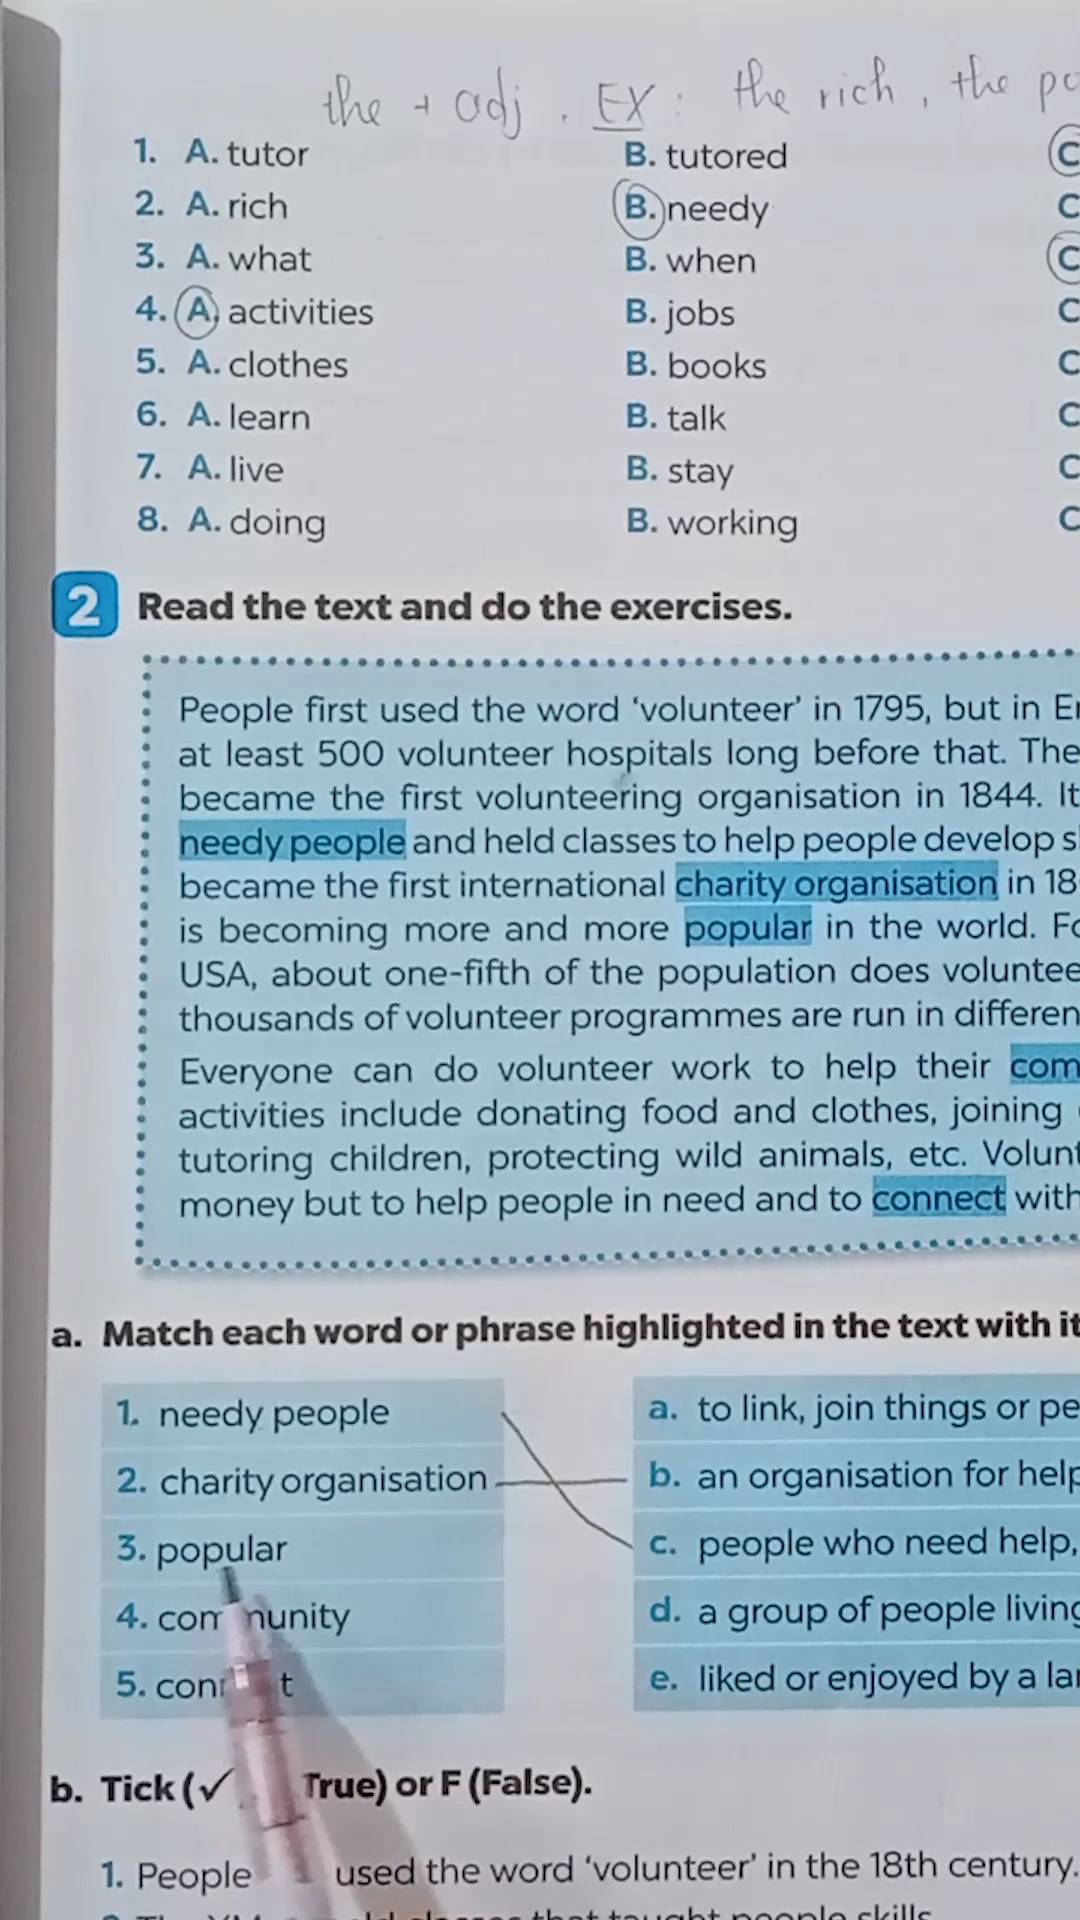 the + adj . EX : the rich , the
1. A. tutor B. tutored C
2. A. rich B. needy C
3. A. what B. when C
4. A. activities B. jobs C
5. A. clothes B. books C
6. A. learn B. talk C
7. A. live B. stay C
8. A. doing B. working C
2 Read the text and do the exercises.
People first used the word ‘volunteer’ in 1795, but in
at least 500 volunteer hospitals long before that. The
became the first volunteering organisation in 1844. It
needy people and held classes to help people develop
became the first international charity organisation in 18
is becoming more and more popular in the world.
USA, about one-fifth of the population does
thousands of volunteer programmes are run in
Everyone can do volunteer work to help their
activities include donating food and clothes, joining
tutoring children, protecting wild animals, etc.
money but to help people in need and to connect with
a. Match each word or phrase highlighted in the text with
1. needy people a. to link, join things or
2. charity organisation b. an organisation for
3. popular c. people who need help,
4. community d. a group of people living
5. e. liked or enjoyed by a
b. Tick (✓ True) or F (False).
1. People used the word ‘volunteer’ in the 18th century.